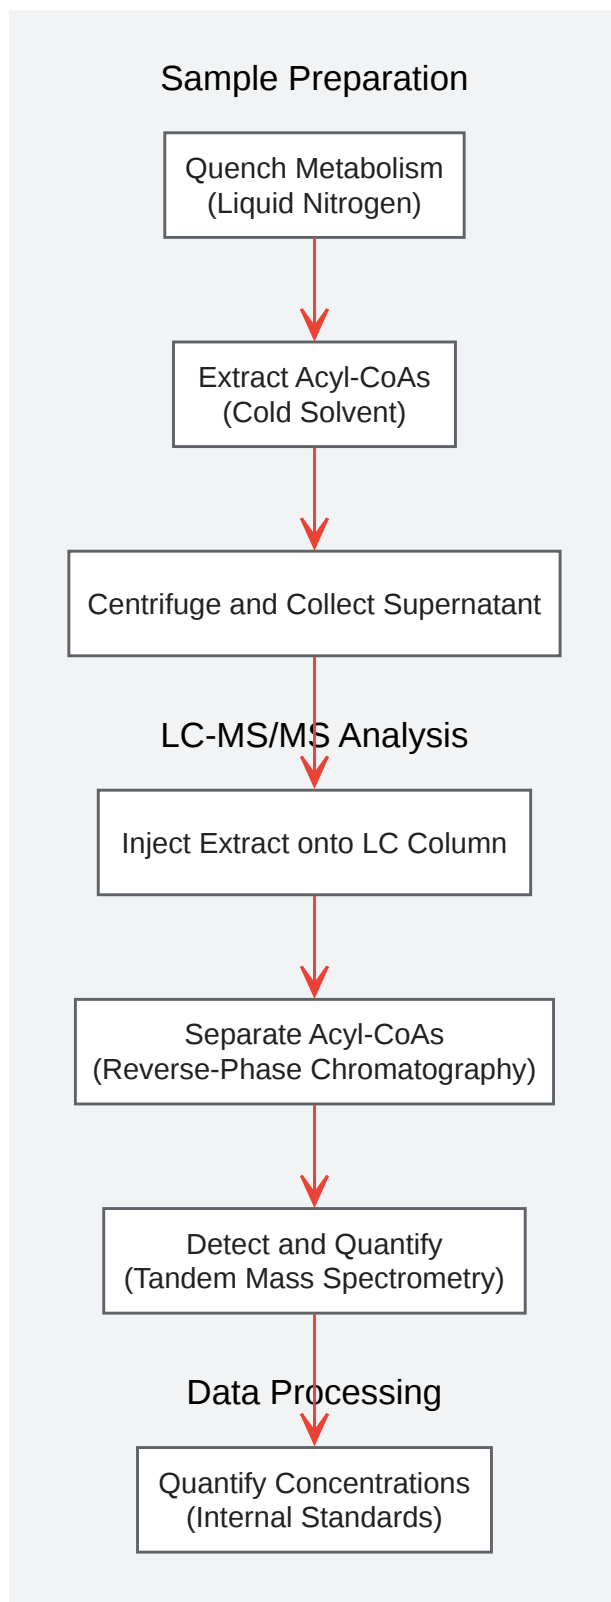 Sample Preparation
Quench Metabolism
(Liquid Nitrogen)
Extract Acyl-CoAs
(Cold Solvent)
Centrifuge and Collect Supernatant
LC-MS/MS Analysis
Inject Extract onto LC Column
Separate Acyl-CoAs
(Reverse-Phase Chromatography)
Detect and Quantify
(Tandem Mass Spectrometry)
Data Processing
Quantify Concentrations
(Internal Standards)